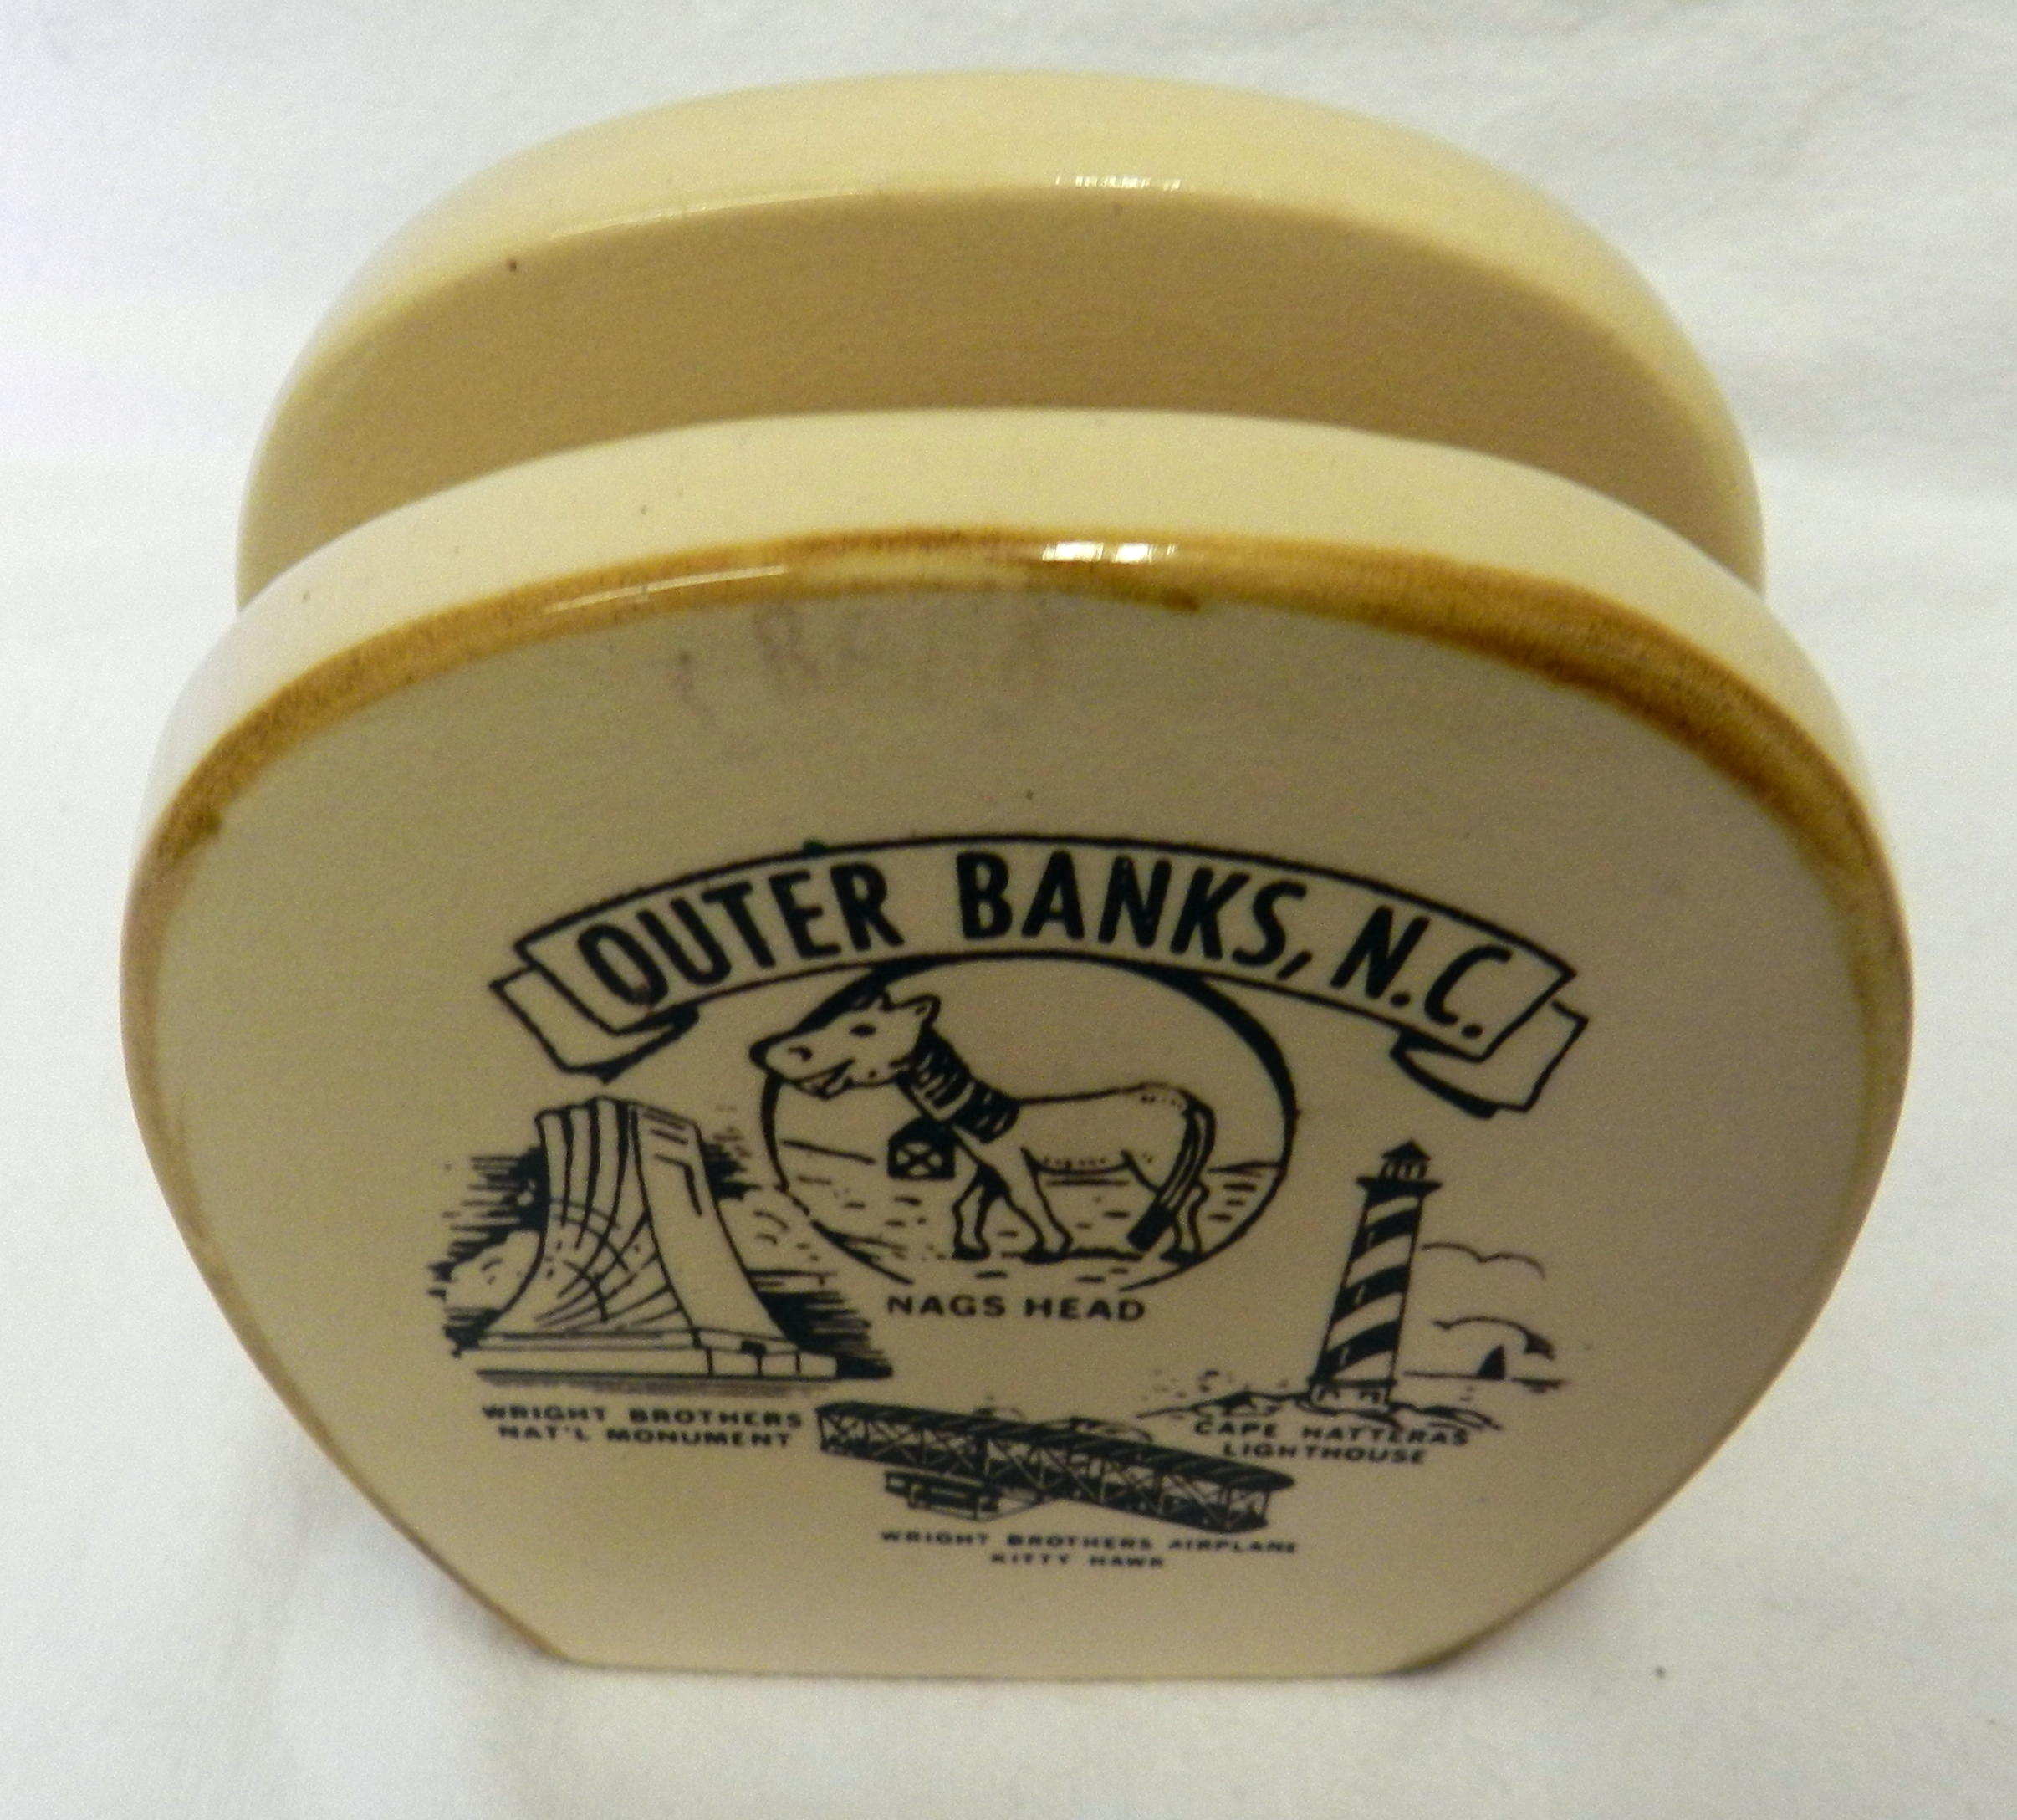 OUTER BANKS, N.C.
NAGS HEAD
WRIGHT BROTHERS
NAT'L MONUMENT
CAPE HATTERAS
LIGHTHOUSE
WRIGHT BROTHERS AIRPLANE
KITTY HAWK